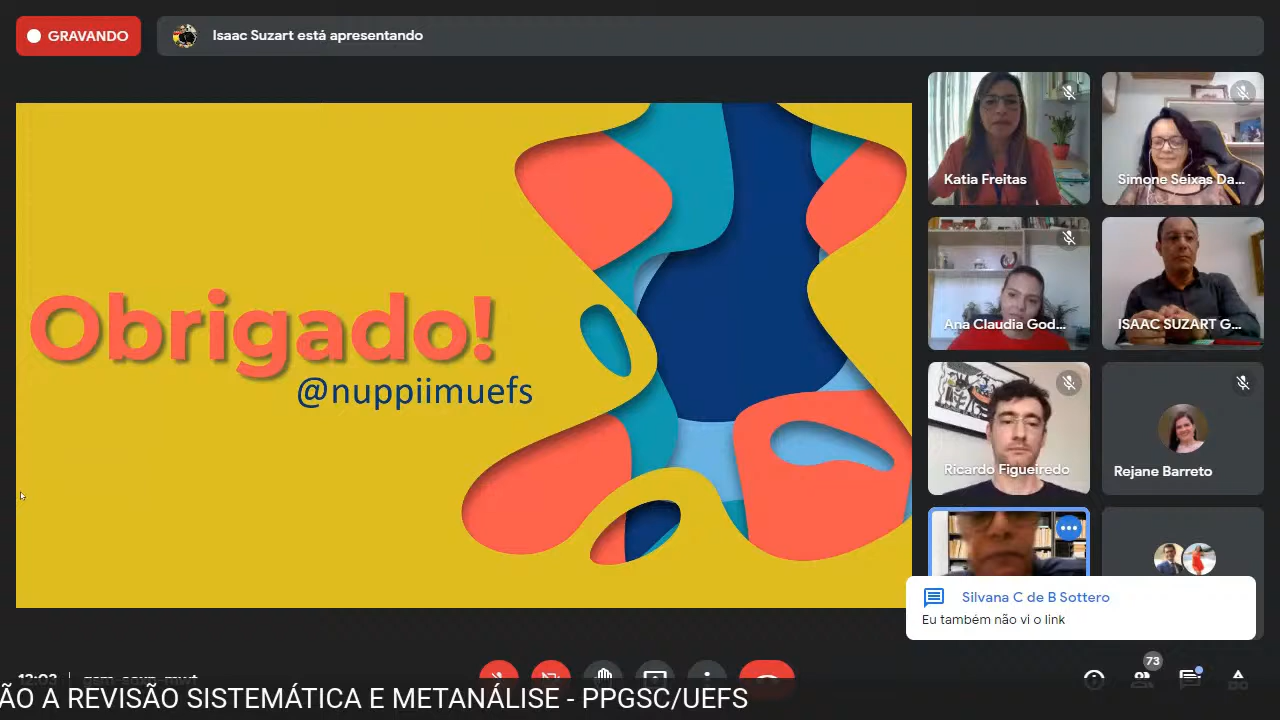 GRAVANDO
Isaac Suzart está apresentando
Obrigado!
@nuppiimuefs
Katia Freitas
Simone Seixas Da...
Ana Claudia God...
ISAAC SUZART G...
Ricardo Figueiredo
Rejane Barreto
Silvana C de B Sottero
Eu também não vi o link
73
ÃO A REVISÃO SISTEMÁTICA E METANÁLISE - PPGSC/UEFS